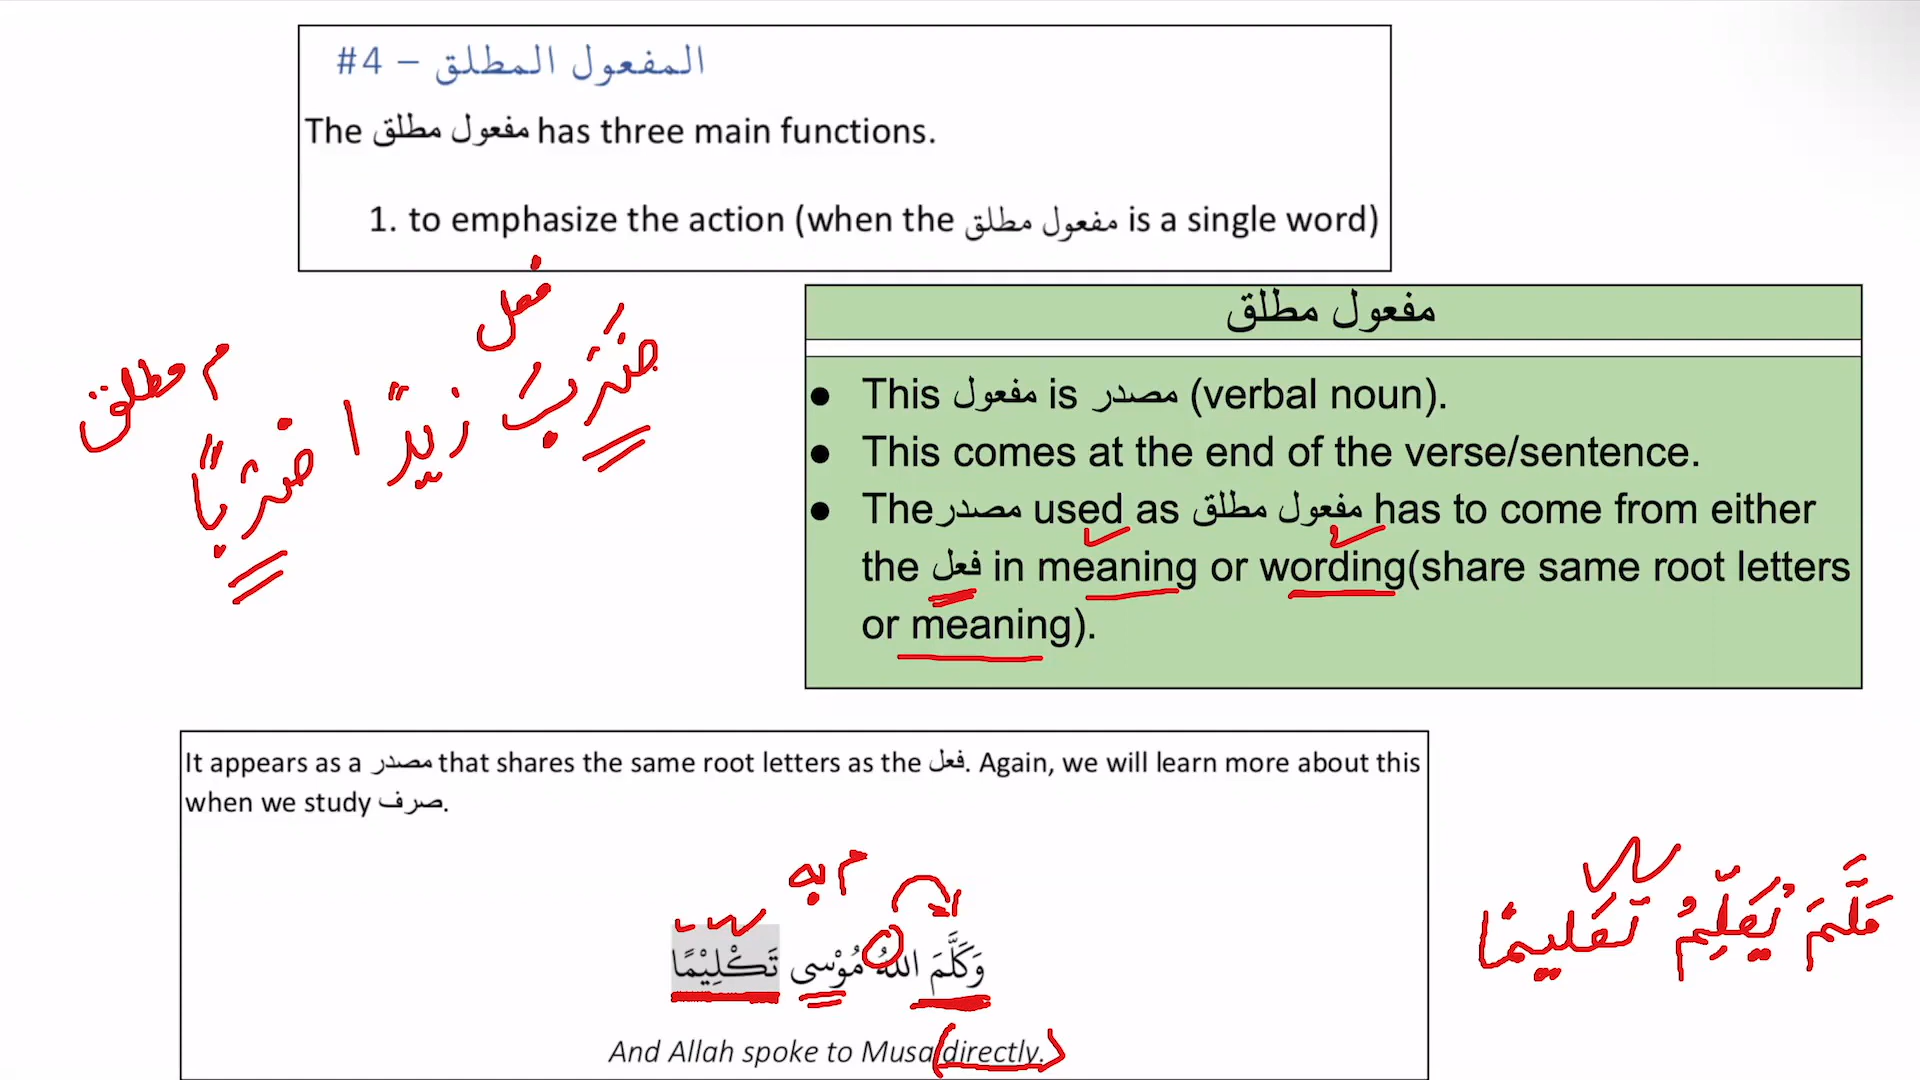 #4 – المفعول المطلق
The مفعول مطلق has three main functions.
1. to emphasize the action (when the مفعول مطلق is a single word)
فعل
م مطلق
ضَرَبَ زيدًا ضَرْبًا
مفعول مطلق
● This مفعول is مصدر (verbal noun).
● This comes at the end of the verse/sentence.
● The مصدر used as مفعول مطلق has to come from either
the فعل in meaning or wording(share same root letters
or meaning).
It appears as a مصدر that shares the same root letters as the فعل. Again, we will learn more about this
when we study صرف.
م به
وَكَلَّمَ اللهُ مُوْسى تَكْلِيْمًا
عَلَّمَ يُعَلِّمُ تَعليمًا
And Allah spoke to Musa directly.